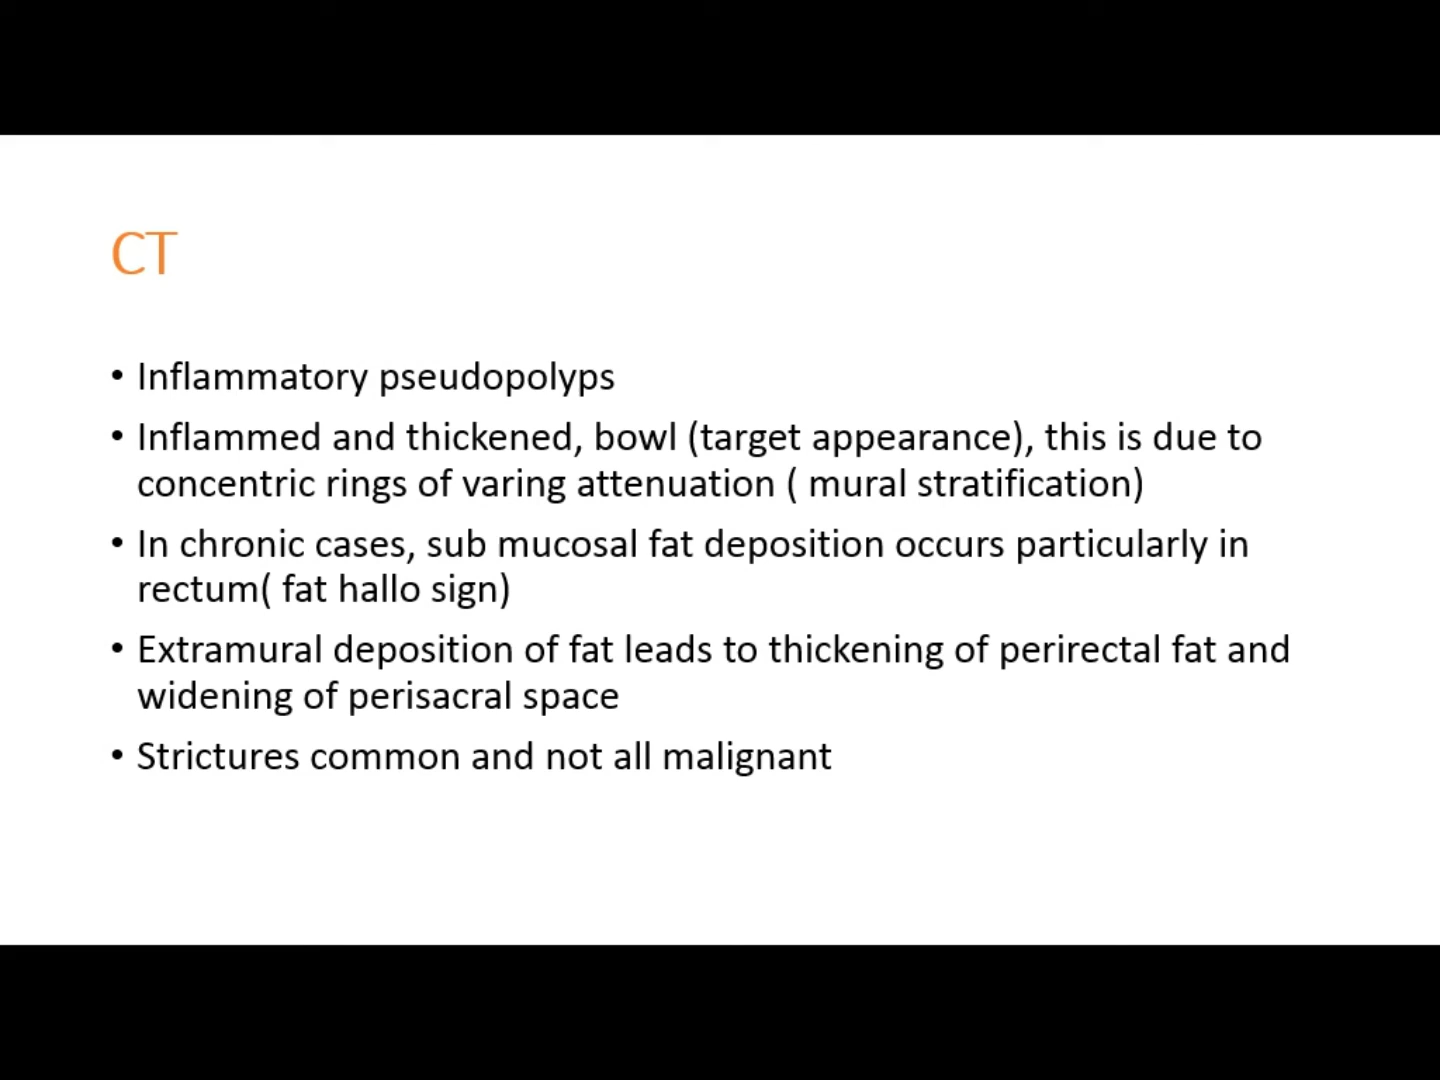 CT
• Inflammatory pseudopolyps
• Inflammed and thickened, bowl (target appearance), this is due to
concentric rings of varing attenuation ( mural stratification)
• In chronic cases, sub mucosal fat deposition occurs particularly in
rectum( fat hallo sign)
• Extramural deposition of fat leads to thickening of perirectal fat and
widening of perisacral space
• Strictures common and not all malignant